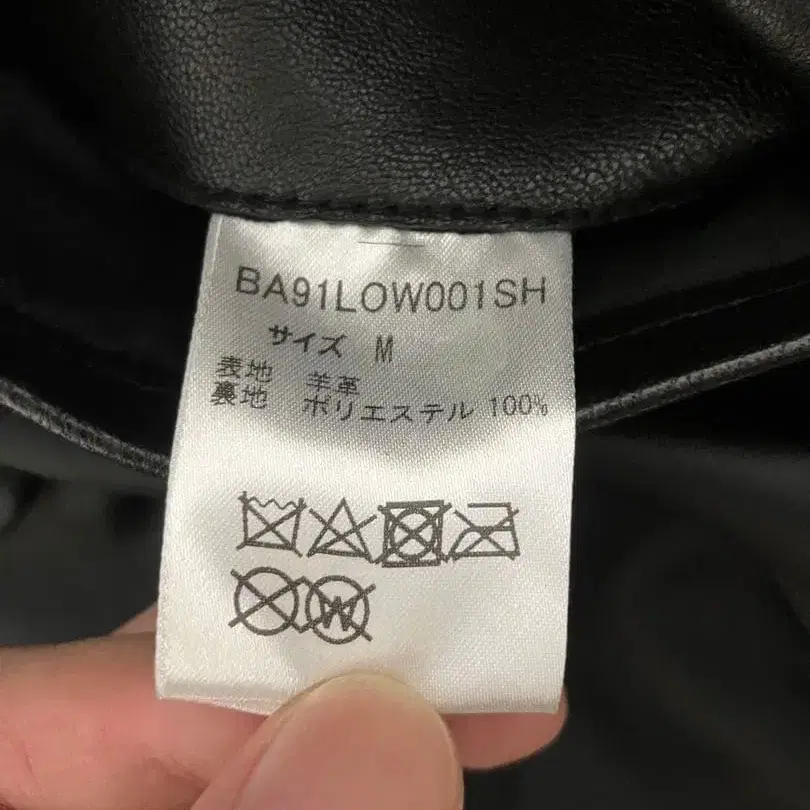 BA91LOW001SH
サイズ M
表地 羊革
裏地 ポリエステル 100%
W